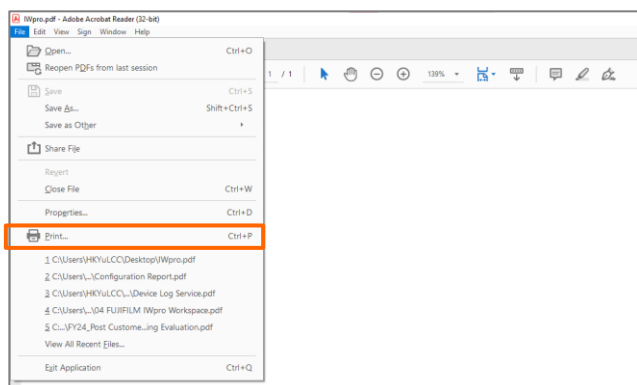 IWpro.pdf - Adobe Acrobat Reader (32-bit)
File Edit View Sign Window Help
Open... Ctrl+O
Reopen PDFs from last session
1 / 1 139%
Save Ctrl+S
Save As... Shift+Ctrl+S
Save as Other
Share File
Revert
Close File Ctrl+W
Properties... Ctrl+D
Print... Ctrl+P
1 C:\Users\HKYuLCC\Desktop\IWpro.pdf
2 C:\Users\...\Configuration Report.pdf
3 C:\Users\HKYuLCC\...\Device Log Service.pdf
4 C:\Users\...\04 FUJIFILM IWpro Workspace.pdf
5 C:...\FY24_Post Custome...ing Evaluation.pdf
View All Recent Files...
Exit Application Ctrl+Q